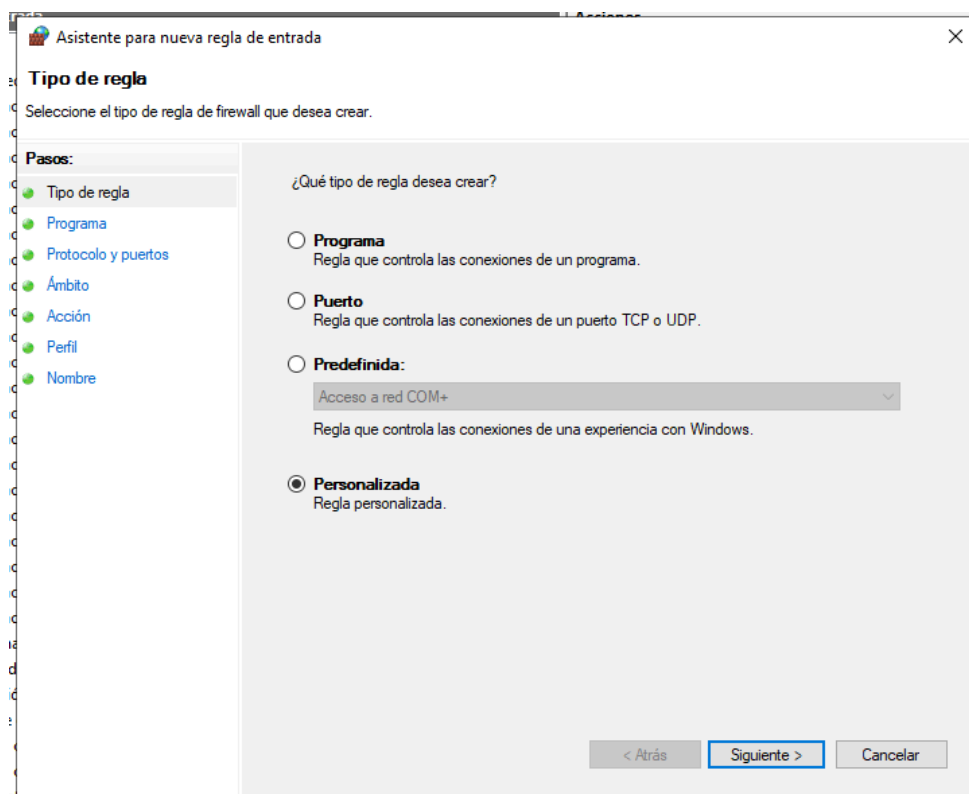 Acciones
Asistente para nueva regla de entrada
Tipo de regla
Seleccione el tipo de regla de firewall que desea crear.
Pasos:
Tipo de regla
Programa
Protocolo y puertos
Ámbito
Acción
Perfil
Nombre
¿Qué tipo de regla desea crear?
Programa
Regla que controla las conexiones de un programa.
Puerto
Regla que controla las conexiones de un puerto TCP o UDP.
Predefinida:
Acceso a red COM+
Regla que controla las conexiones de una experiencia con Windows.
Personalizada
Regla personalizada.
< Atrás
Siguiente >
Cancelar